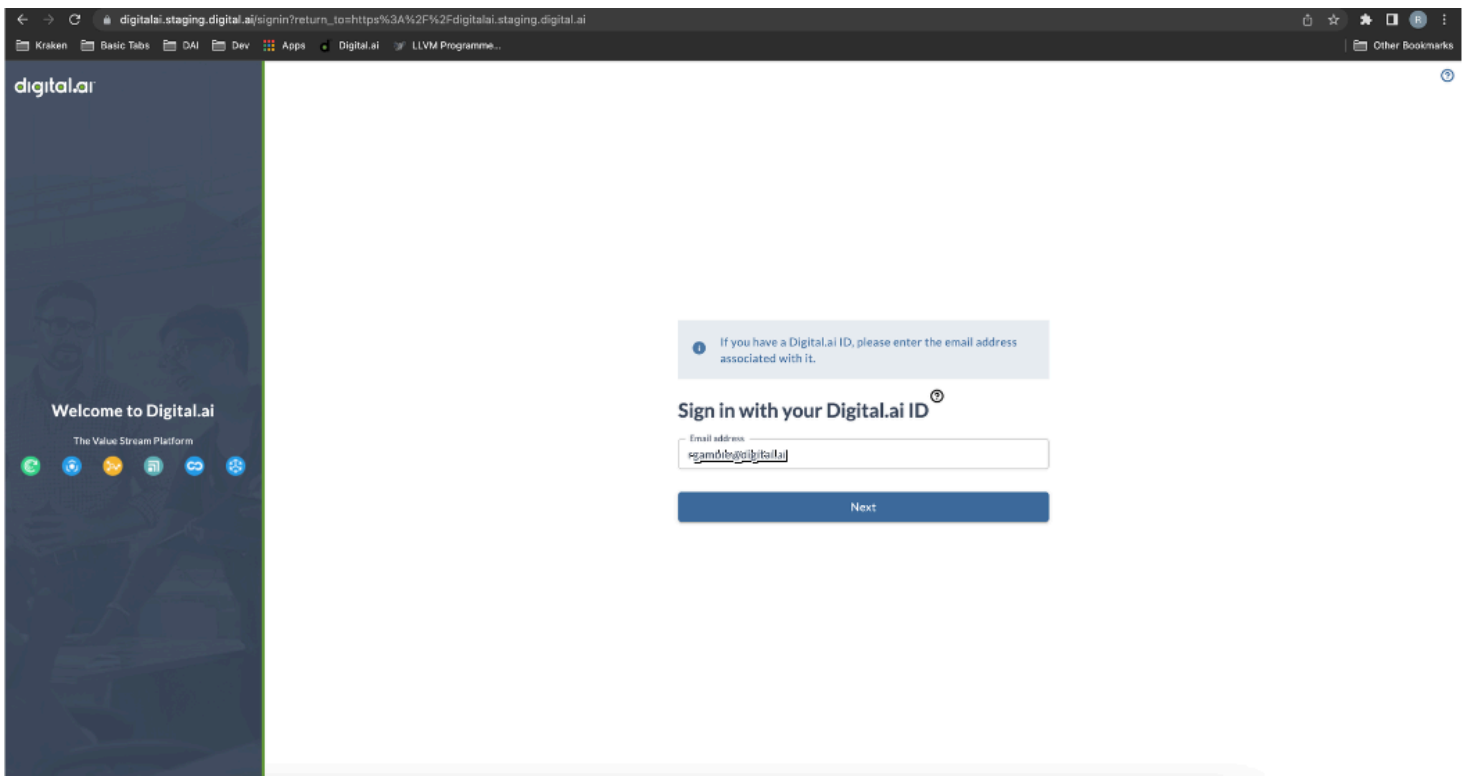 digitalai.staging.digital.ai/signin?return_to=https%3A%2F%2Fdigitalai.staging.digital.ai
R
Kraken Basic Tabs DAI Dev Apps Digital.ai LLVM Programme... Other Bookmarks
digital.ai
If you have a Digital.ai ID, please enter the email address
associated with it.
Sign in with your Digital.ai ID
Email address
Next
Welcome to Digital.ai
The Value Stream Platform